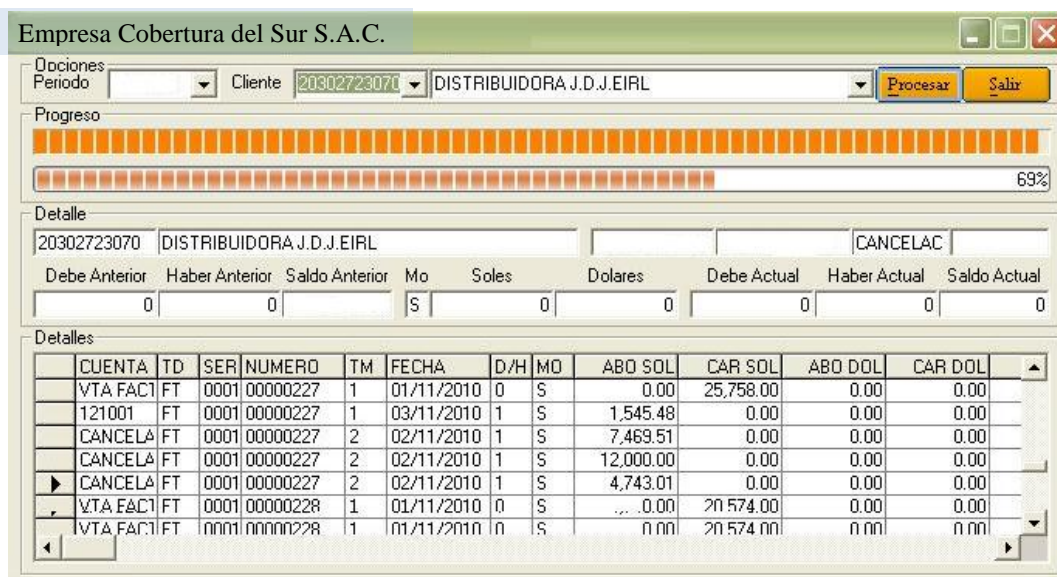 Empresa Cobertura del Sur S.A.C.
Opciones
Periodo Cliente 20302723070 DISTRIBUIDORA J.D.J.EIRL Procesar Salir
Progreso
69%
Detalle
20302723070 DISTRIBUIDORA J.D.J.EIRL CANCELAC
Debe Anterior Haber Anterior Saldo Anterior Mo Soles Dolares Debe Actual Haber Actual Saldo Actual
0 0 S 0 0 0 0 0
Detalles
CUENTA TD SER NUMERO TM FECHA D/H MO ABO SOL CAR SOL ABO DOL CAR DOL
VTA FACT FT 0001 00000227 1 01/11/2010 0 S 0.00 25,758.00 0.00 0.00
121001 FT 0001 00000227 1 03/11/2010 1 S 1,545.48 0.00 0.00 0.00
CANCELA FT 0001 00000227 2 02/11/2010 1 S 7,469.51 0.00 0.00 0.00
CANCELA FT 0001 00000227 2 02/11/2010 1 S 12,000.00 0.00 0.00 0.00
CANCELA FT 0001 00000227 2 02/11/2010 1 S 4,743.01 0.00 0.00 0.00
VTA FACT FT 0001 00000228 1 01/11/2010 0 S 0.00 20,574.00 0.00 0.00
VTA FACT FT 0001 00000228 1 01/11/2010 0 S 0.00 20,574.00 0.00 0.00